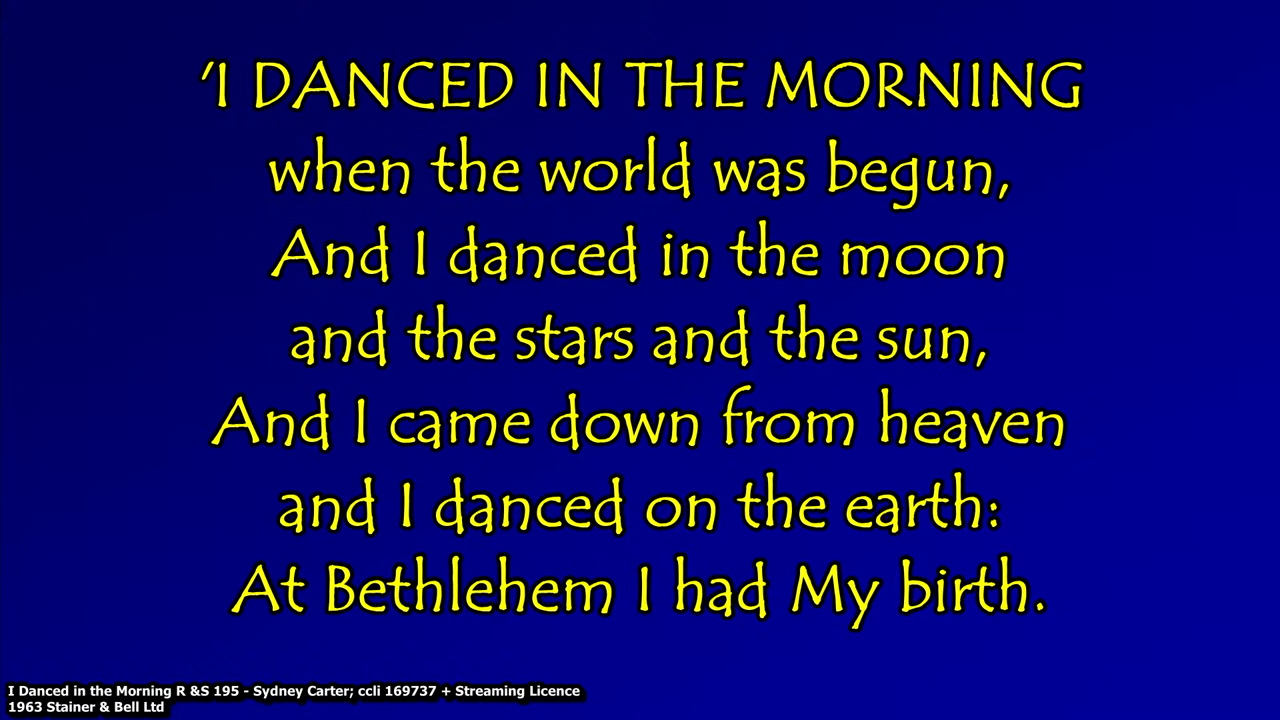 'I DANCED IN THE MORNING
when the world was begun,
And I danced in the moon
and the stars and the sun,
And I came down from heaven
and I danced on the earth:
At Bethlehem I had My birth.
I Danced in the Morning R &S 195 - Sydney Carter; ccli 169737 + Streaming Licence
1963 Stainer & Bell Ltd